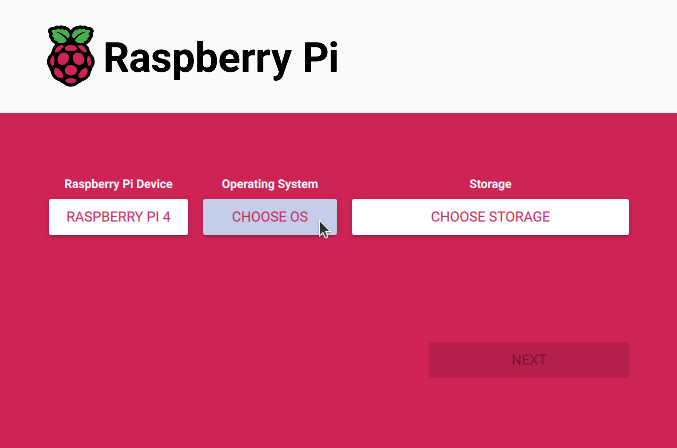 Raspberry Pi
Raspberry Pi Device
Operating System
Storage
RASPBERRY PI 4
CHOOSE OS
CHOOSE STORAGE
NEXT